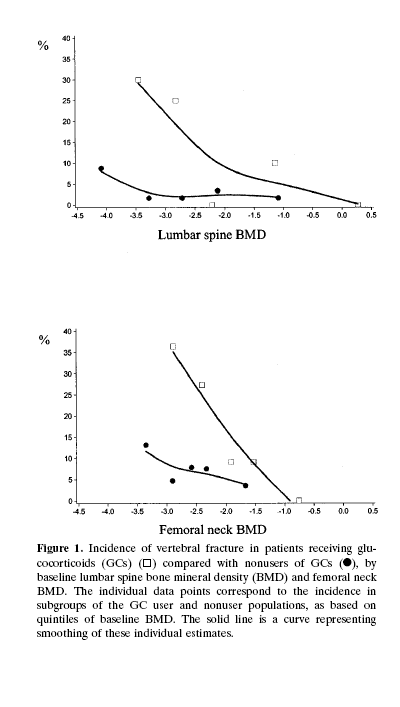 %
40
35
30
25
20
15
10
5
0
-4.5 -4.0 -3.5 -3.0 -2.5 -2.0 -1.5 -1.0 -0.5 0.0 0.5
Lumbar spine BMD
%
40
35
30
25
20
15
10
5
0
-4.5 -4.0 -3.5 -3.0 -2.5 -2.0 -1.5 -1.0 -0.5 0.0 0.5
Femoral neck BMD
Figure 1. Incidence of vertebral fracture in patients receiving glu-
cocorticoids (GCs) (□) compared with nonusers of GCs (●), by
baseline lumbar spine bone mineral density (BMD) and femoral neck
BMD. The individual data points correspond to the incidence in
subgroups of the GC user and nonuser populations, as based on
quintiles of baseline BMD. The solid line is a curve representing
smoothing of these individual estimates.